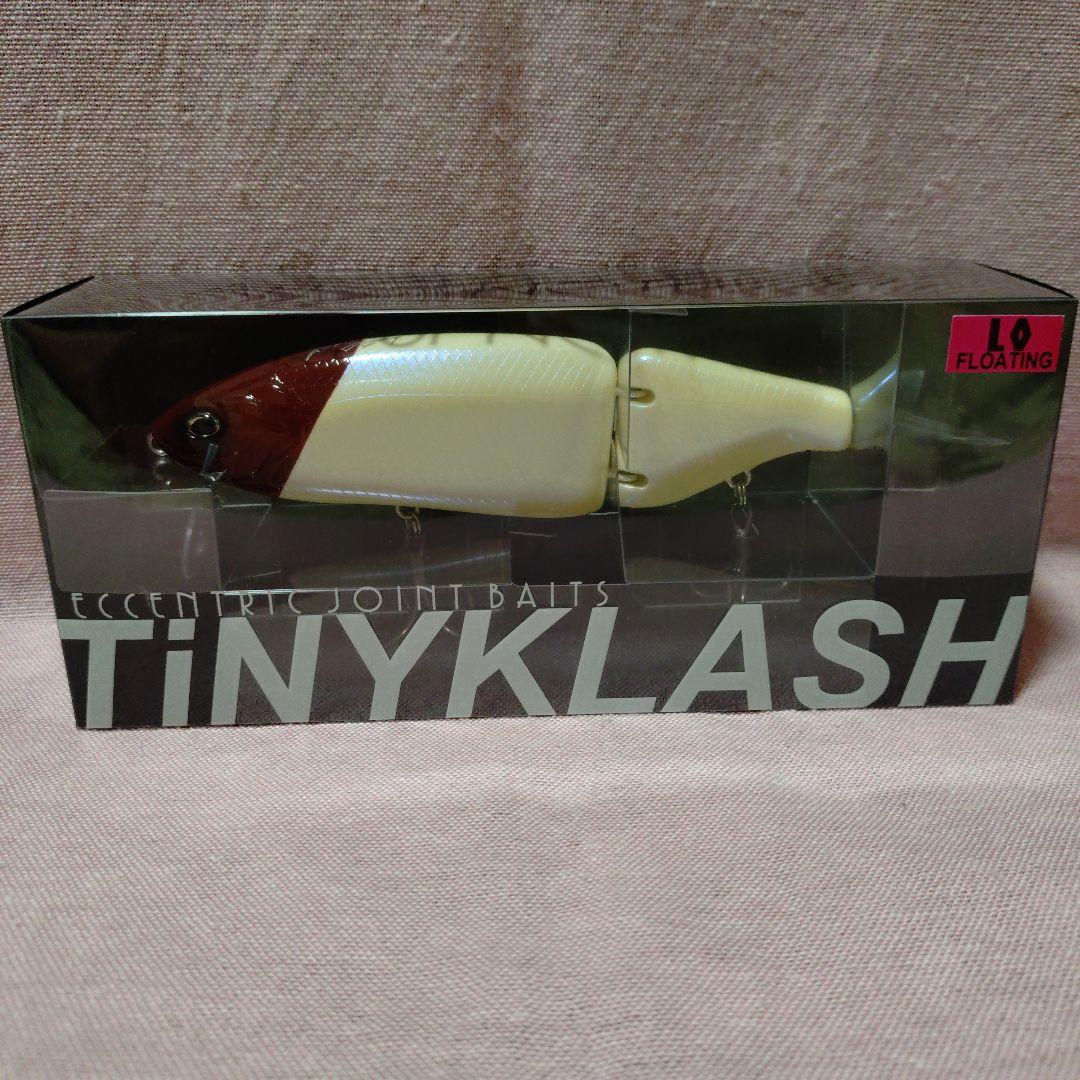 LO
FLOATING
ECCENTRIC JOINT BAITS
TiNYKLASH